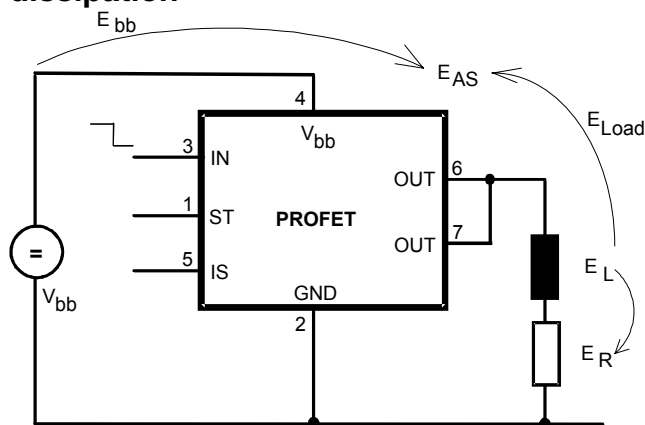 dissipation
E bb
E AS
E Load
4
V bb
3 IN
OUT 6
1 ST
PROFET
OUT 7
5 IS
GND
2
=
V bb
E L
E R